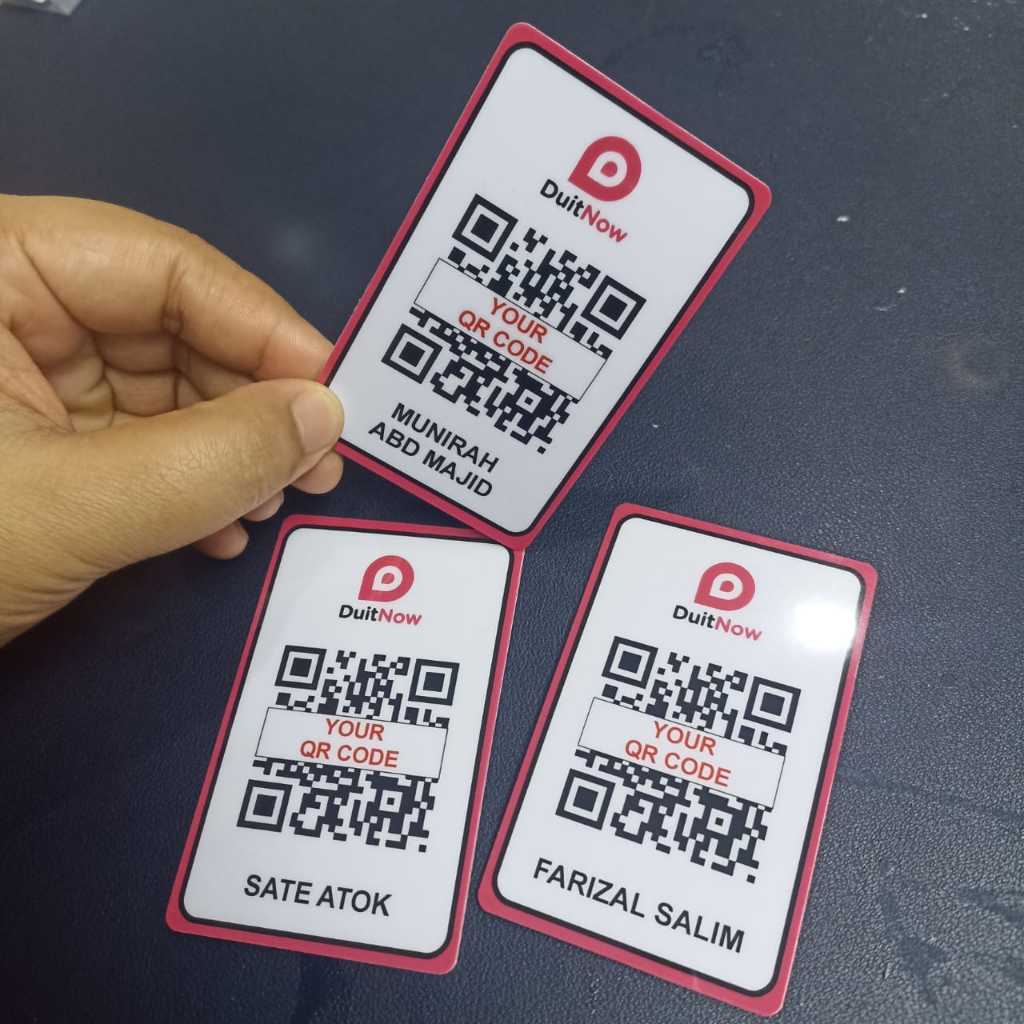 DuitNow
YOUR
QR CODE
MUNIRAH
ABD MAJID
DuitNow
YOUR
QR CODE
SATE ATOK
DuitNow
YOUR
QR CODE
FARIZAL SALIM